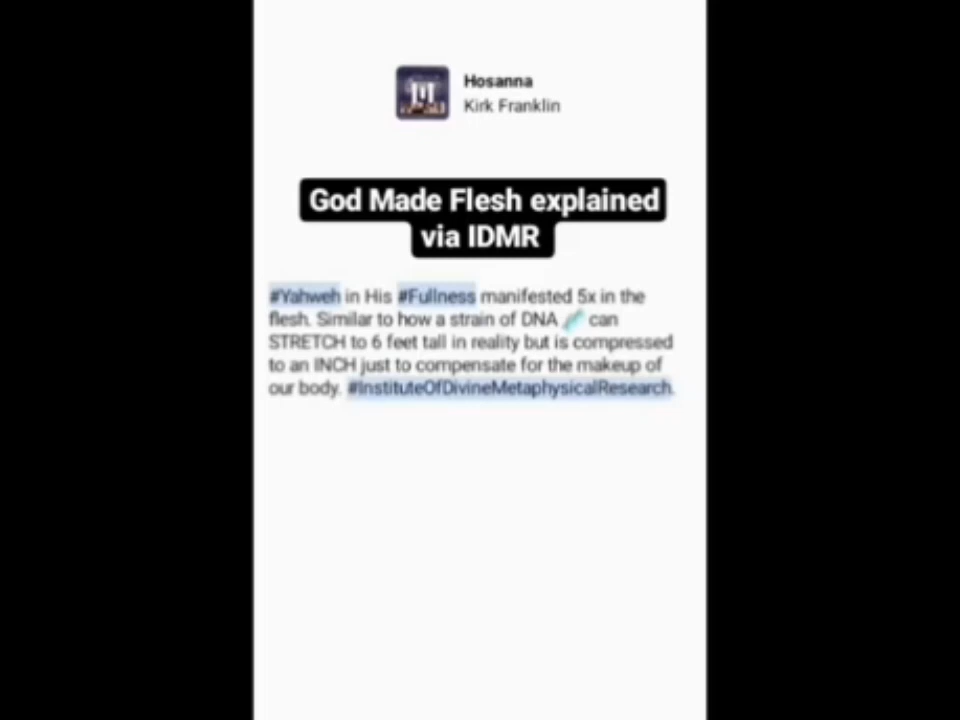 Hosanna
Kirk Franklin
God Made Flesh explained
via IDMR
#Yahweh in His #Fullness manifested 5x in the
flesh. Similar to how a strain of DNA 🧬 can
STRETCH to 6 feet tall in reality but is compressed
to an INCH just to compensate for the makeup of
our body. #InstituteOfDivineMetaphysicalResearch.